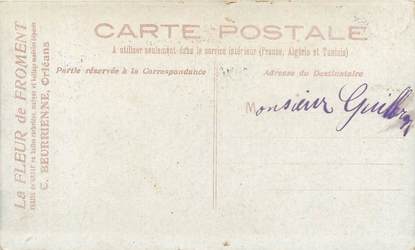 CARTE POSTALE
A utiliser seulement dans le service intérieur (France, Algérie et Tunisie)
Partie réservée à la Correspondance
Adresse du Destinataire
Monsieur
La FLEUR de FROMENT
C. BEURRIENNE, Orléans